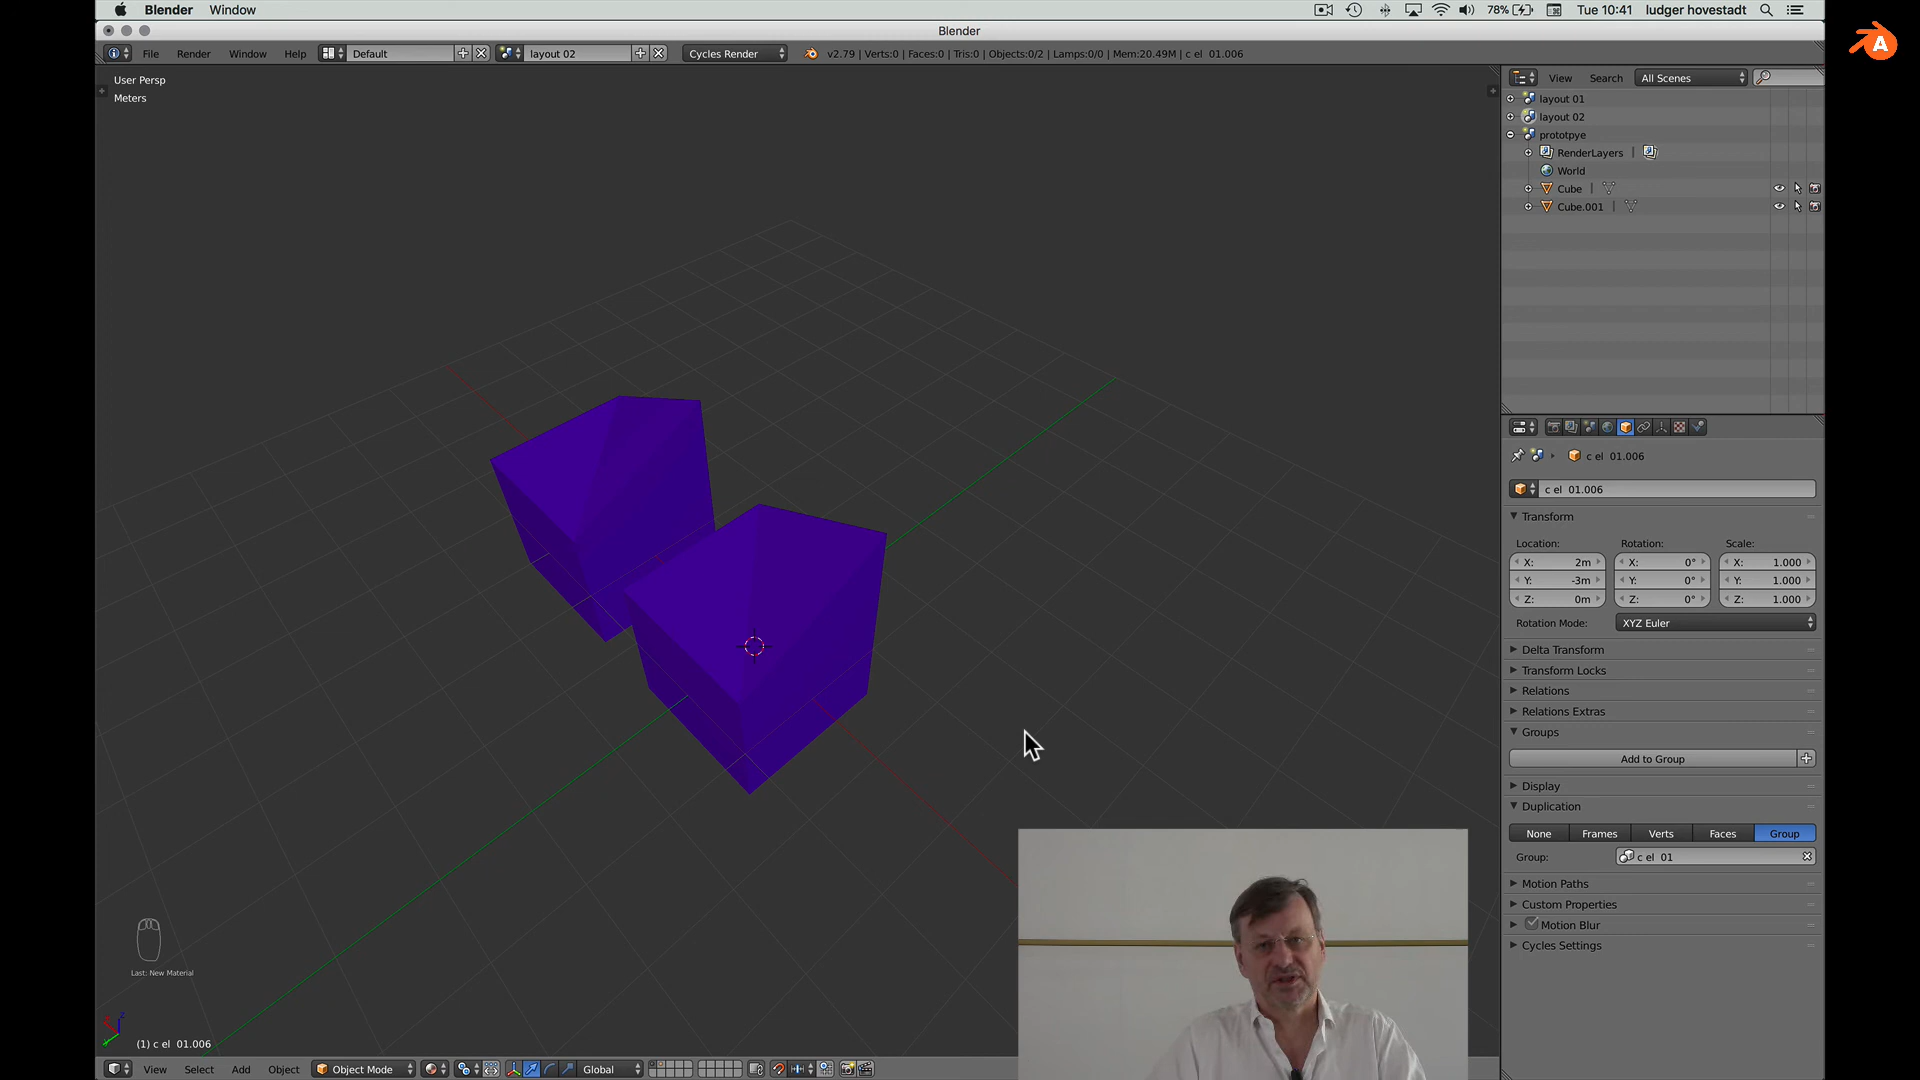 Blender Window 78% Tue 10:41 ludger hovestadt
Blender
File Render Window Help Default layout 02 Cycles Render v2.79 | Verts:0 | Faces:0 | Tris:0 | Objects:0/2 | Lamps:0/0 | Mem:20.49M | c el 01.006
User Persp
Meters
View Search All Scenes
layout 01
layout 02
prototpye
RenderLayers
World
Cube
Cube.001
c el 01.006
c el 01.006
Transform
Location: Rotation: Scale:
X: 2m X: 0° X: 1.000
Y: -3m Y: 0° Y: 1.000
Z: 0m Z: 0° Z: 1.000
Rotation Mode: XYZ Euler
Delta Transform
Transform Locks
Relations
Relations Extras
Groups
Add to Group
Display
Duplication
None Frames Verts Faces Group
Group: c el 01
Motion Paths
Custom Properties
Motion Blur
Cycles Settings
Last: New Material
(1) c el 01.006
View Select Add Object Object Mode Global
A